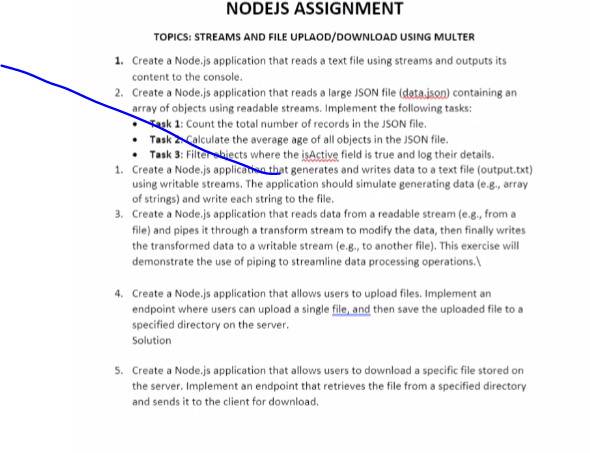 NODEJS ASSIGNMENT
TOPICS: STREAMS AND FILE UPLAOD/DOWNLOAD USING MULTER
1. Create a Node.js application that reads a text file using streams and outputs its
content to the console.
2. Create a Node.js application that reads a large JSON file (data.json) containing an
array of objects using readable streams. Implement the following tasks:
• Task 1: Count the total number of records in the JSON file.
• Task 2: Calculate the average age of all objects in the JSON file.
• Task 3: Filter objects where the isActive field is true and log their details.
1. Create a Node.js application that generates and writes data to a text file (output.txt)
using writable streams. The application should simulate generating data (e.g., array
of strings) and write each string to the file.
3. Create a Node.js application that reads data from a readable stream (e.g., from a
file) and pipes it through a transform stream to modify the data, then finally writes
the transformed data to a writable stream (e.g., to another file). This exercise will
demonstrate the use of piping to streamline data processing operations.\
4. Create a Node.js application that allows users to upload files. Implement an
endpoint where users can upload a single file, and then save the uploaded file to a
specified directory on the server.
Solution
5. Create a Node.js application that allows users to download a specific file stored on
the server. Implement an endpoint that retrieves the file from a specified directory
and sends it to the client for download.